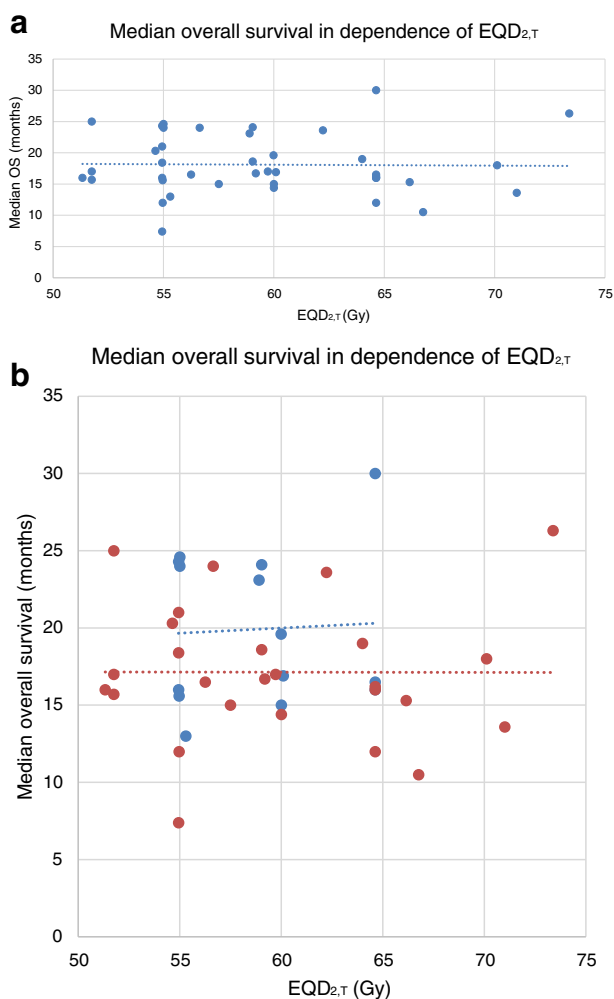 a
Median overall survival in dependence of EQD2,T
Median OS (months)
35
30
25
20
15
10
5
0
50 55 60 65 70 75
EQD2,T (Gy)
b
Median overall survival in dependence of EQD2,T
Median overall survival (months)
35
30
25
20
15
10
5
0
50 55 60 65 70 75
EQD2,T (Gy)